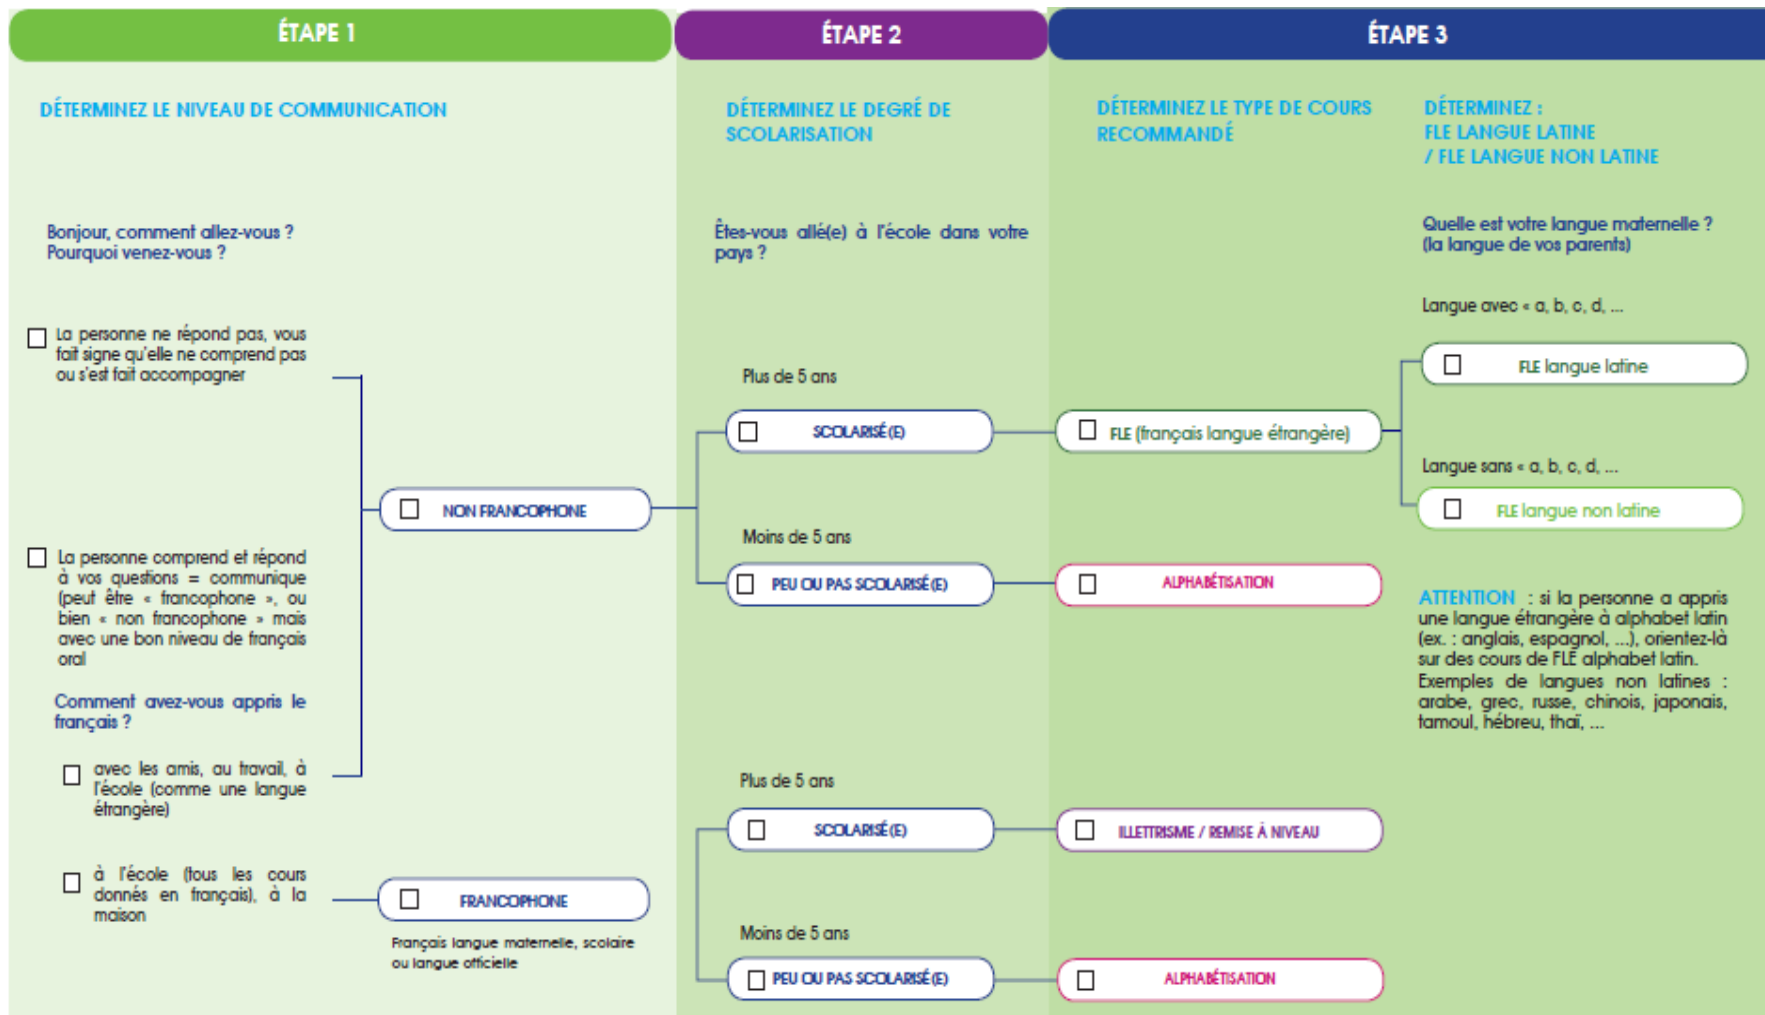 ÉTAPE 1
ÉTAPE 2
ÉTAPE 3
DÉTERMINEZ LE NIVEAU DE COMMUNICATION
DÉTERMINEZ LE DEGRÉ DE
SCOLARISATION
DÉTERMINEZ LE TYPE DE COURS
RECOMMANDÉ
DÉTERMINEZ :
FLE LANGUE LATINE
/ FLE LANGUE NON LATINE
Bonjour, comment allez-vous ?
Pourquoi venez-vous ?
Êtes-vous allé(e) à l'école dans votre
pays ?
Quelle est votre langue maternelle ?
(la langue de vos parents)
La personne ne répond pas, vous
fait signe qu'elle ne comprend pas
ou s'est fait accompagner
NON FRANCOPHONE
La personne comprend et répond
à vos questions = communique
(peut être « francophone », ou
bien « non francophone » mais
avec une bon niveau de français
oral
Comment avez-vous appris le
français ?
avec les amis, au travail, à
l'école (comme une langue
étrangère)
à l'école (tous les cours
donnés en français), à la
maison
FRANCOPHONE
Français langue maternelle, scolaire
ou langue officielle
Plus de 5 ans
SCOLARISÉ(E)
Moins de 5 ans
PEU OU PAS SCOLARISÉ(E)
Plus de 5 ans
SCOLARISÉ(E)
Moins de 5 ans
PEU OU PAS SCOLARISÉ(E)
FLE (français langue étrangère)
ALPHABÉTISATION
ILLETTRISME / REMISE À NIVEAU
ALPHABÉTISATION
Langue avec « a, b, c, d, ...
FLE langue latine
Langue sans « a, b, c, d, ...
FLE langue non latine
ATTENTION : si la personne a appris
une langue étrangère à alphabet latin
(ex. : anglais, espagnol, ...), orientez-là
sur des cours de FLE alphabet latin.
Exemples de langues non latines :
arabe, grec, russe, chinois, japonais,
tamoul, hébreu, thaï, ...